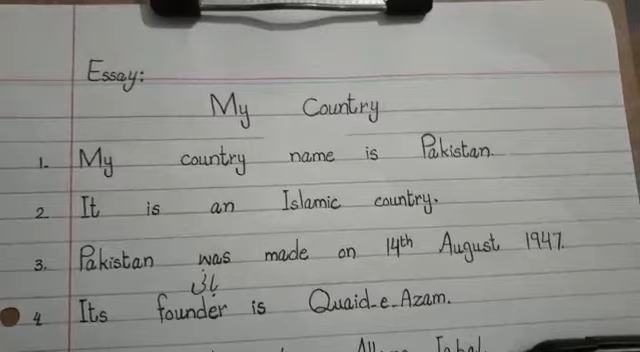 Essay:
My Country
1. My country name is Pakistan.
2 It is an Islamic country.
3. Pakistan was made on 14th August 1947.
بانی
4 Its founder is Quaid-e-Azam.
Iqbal